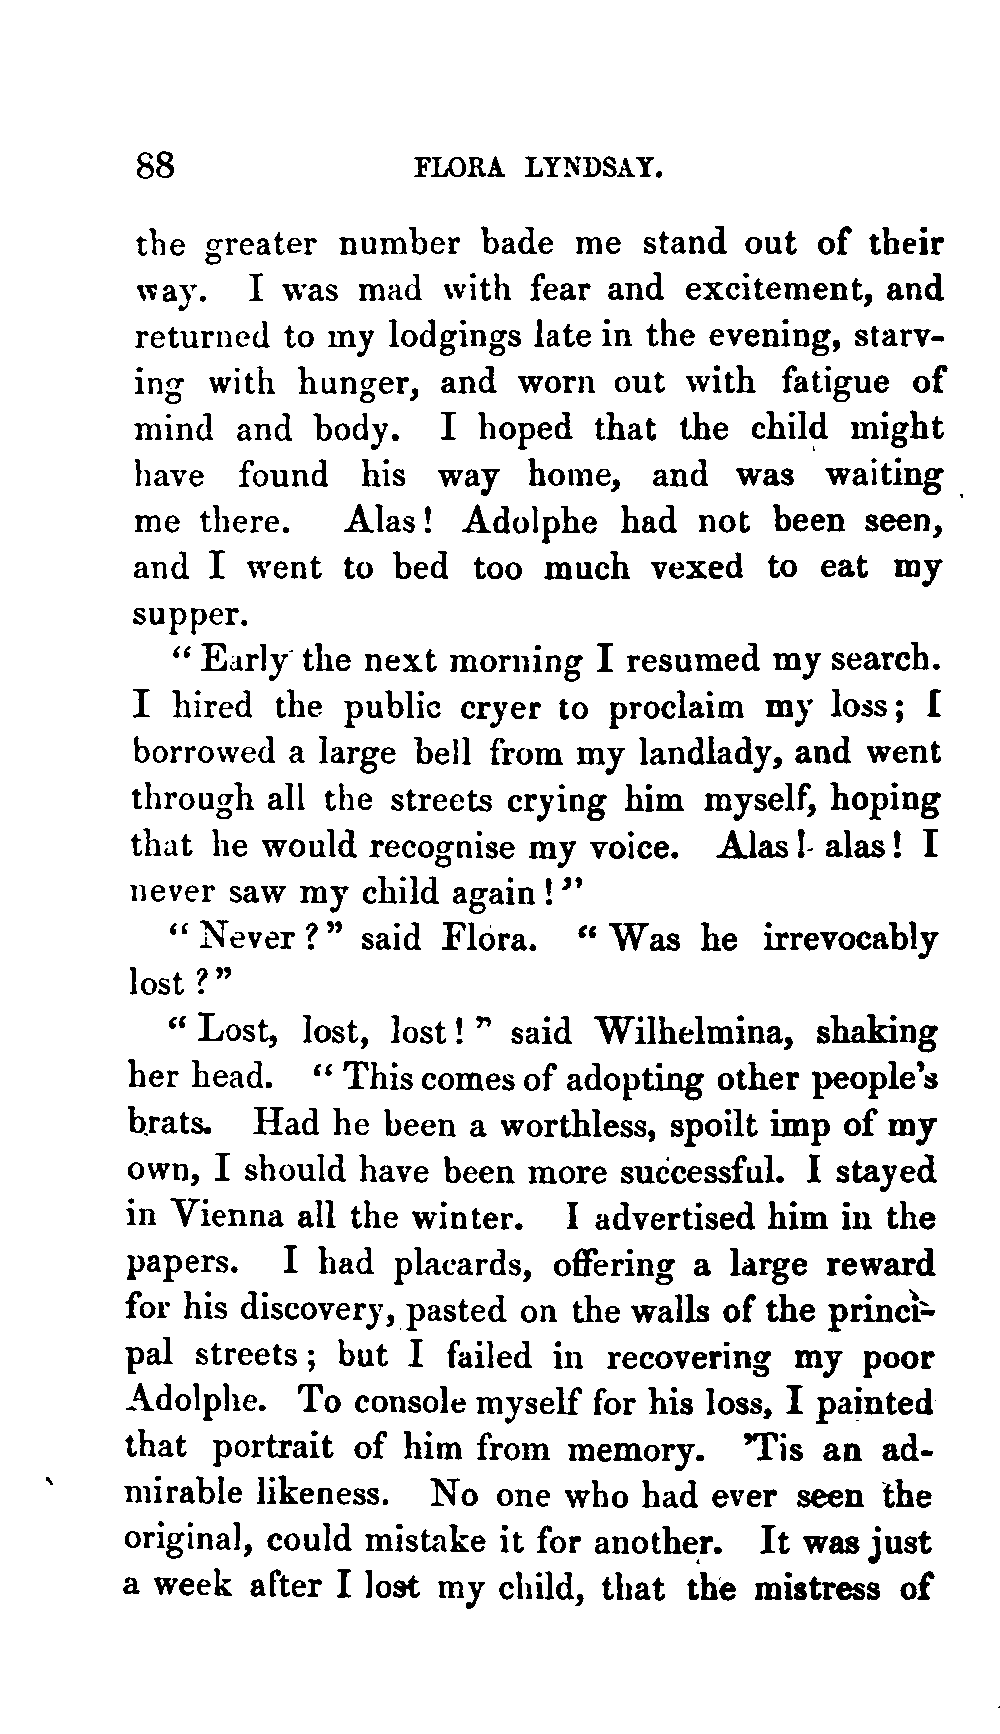 88 FLORA LYNDSAY.
the greater number bade me stand out of their
way. I was mad with fear and excitement, and
returned to my lodgings late in the evening, starv-
ing with hunger, and worn out with fatigue of
mind and body. I hoped that the child might
have found his way home, and was waiting
me there. Alas! Adolphe had not been seen,
and I went to bed too much vexed to eat my
supper.
"Early the next morning I resumed my search.
I hired the public cryer to proclaim my loss; I
borrowed a large bell from my landlady, and went
through all the streets crying him myself, hoping
that he would recognise my voice. Alas! alas! I
never saw my child again!"
"Never?" said Flora. "Was he irrevocably
lost?"
"Lost, lost, lost!" said Wilhelmina, shaking
her head. "This comes of adopting other people's
brats. Had he been a worthless, spoilt imp of my
own, I should have been more successful. I stayed
in Vienna all the winter. I advertised him in the
papers. I had placards, offering a large reward
for his discovery, pasted on the walls of the princi-
pal streets; but I failed in recovering my poor
Adolphe. To console myself for his loss, I painted
that portrait of him from memory. 'Tis an ad-
mirable likeness. No one who had ever seen the
original, could mistake it for another. It was just
a week after I lost my child, that the mistress of